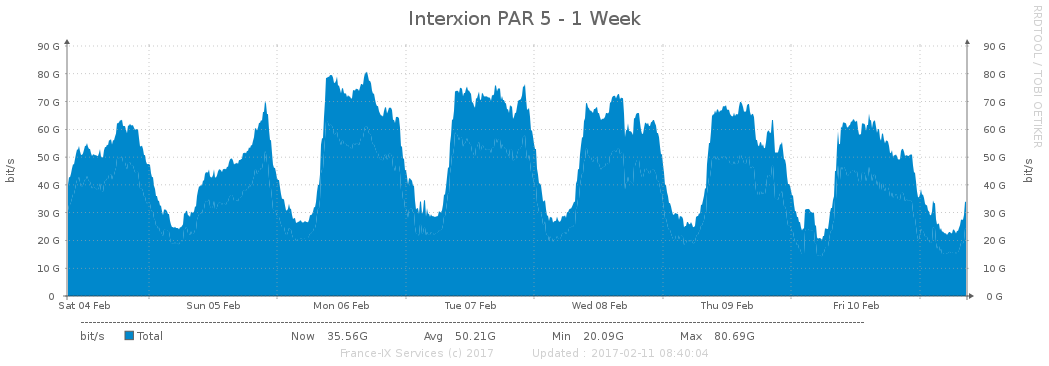 Interxion PAR 5 - 1 Week
RRDTOOL / TOBI OETIKER
90 G 90 G
80 G 80 G
70 G 70 G
60 G 60 G
50 G 50 G
bit/s bit/s
40 G 40 G
30 G 30 G
20 G 20 G
10 G 10 G
0 0 G
Sat 04 Feb Sun 05 Feb Mon 06 Feb Tue 07 Feb Wed 08 Feb Thu 09 Feb Fri 10 Feb
bit/s Total Now 35.56G Avg 50.21G Min 20.09G Max 80.69G
France-IX Services (c) 2017 Updated : 2017-02-11 08:40:04